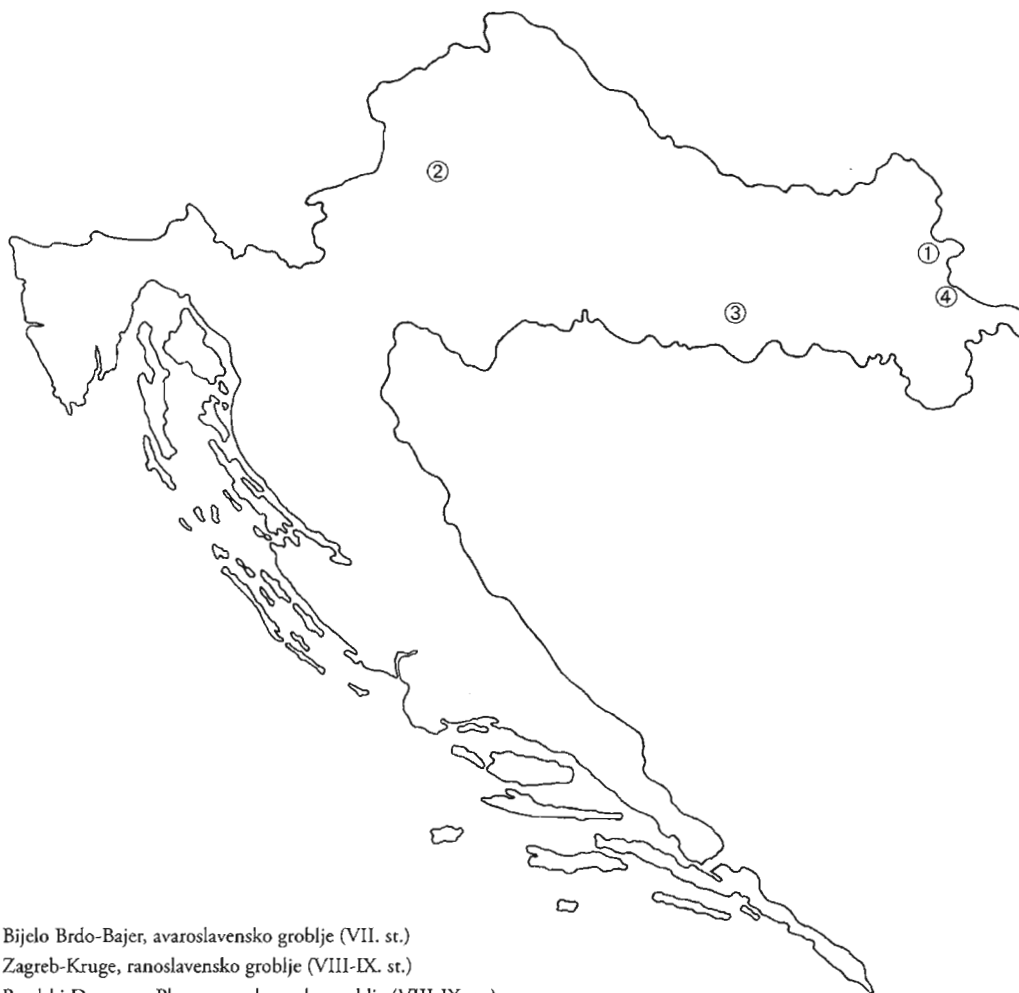 ②
①
④
③
Bijelo Brdo-Bajer, avaroslavensko groblje (VII. st.)
Zagreb-Kruge, ranoslavensko groblje (VIII-IX. st.)